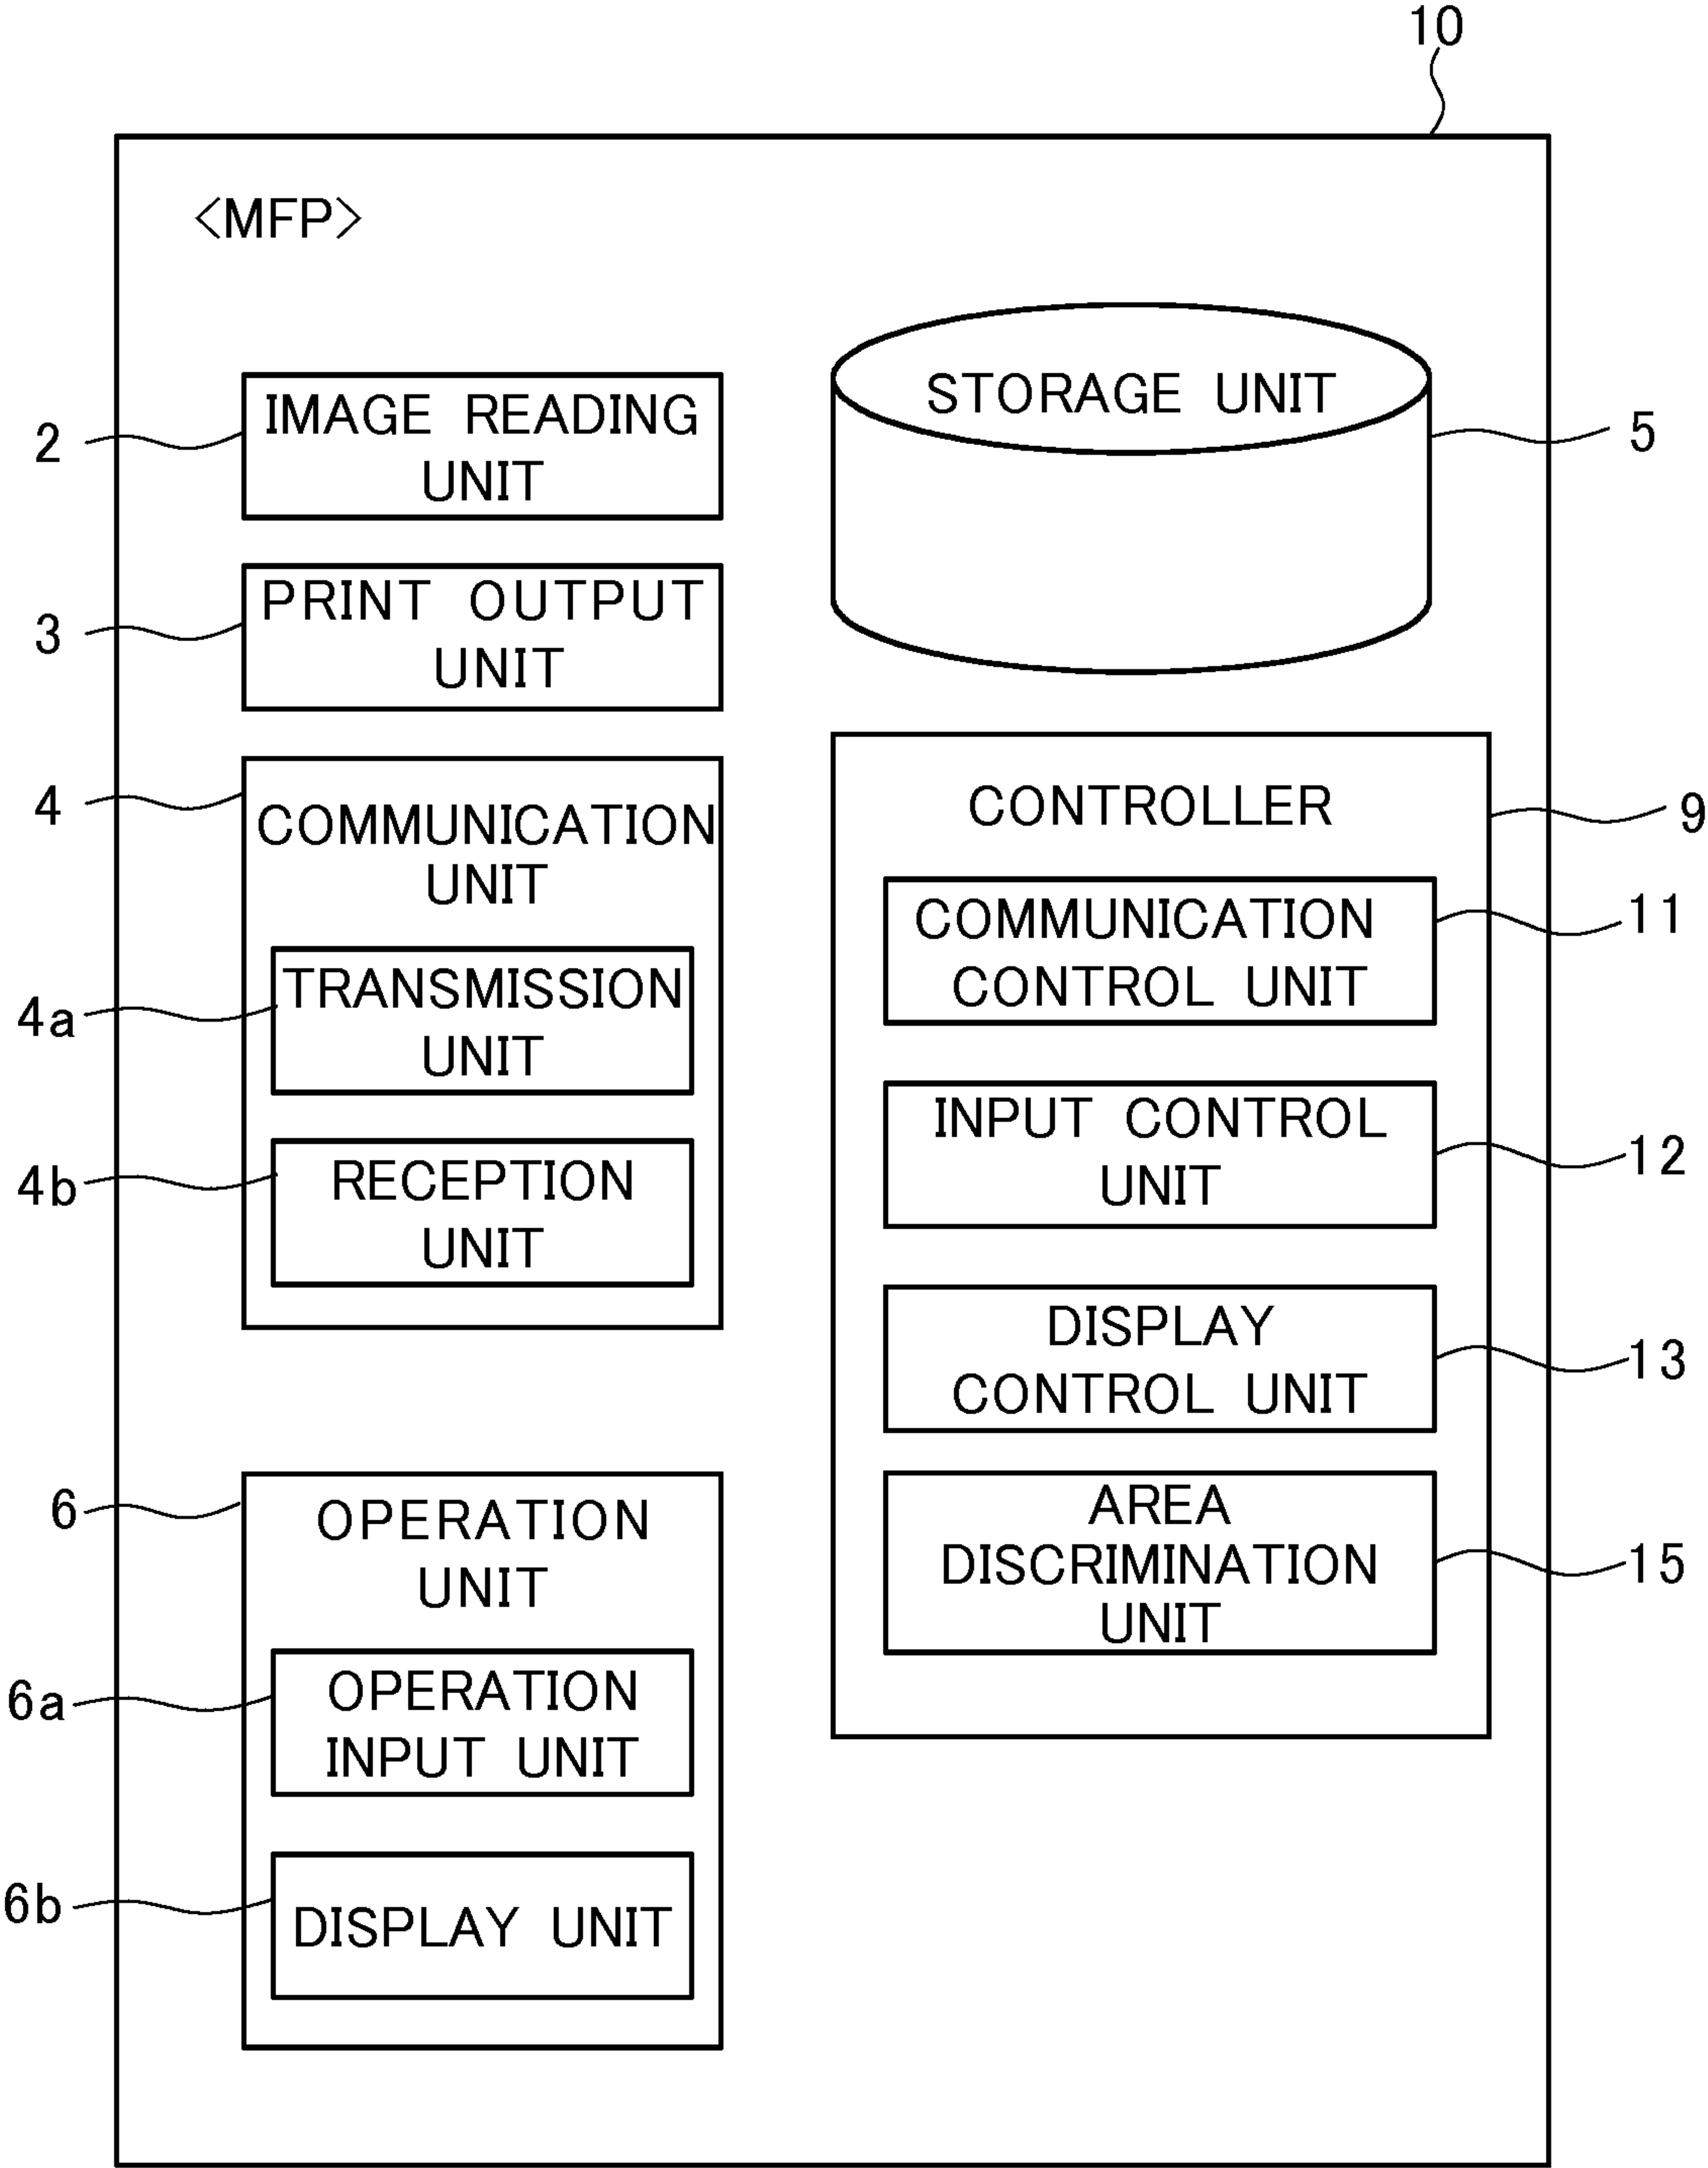 10
<MFP>
2
IMAGE READING
UNIT
STORAGE UNIT
5
3
PRINT OUTPUT
UNIT
4
COMMUNICATION
UNIT
4a
TRANSMISSION
UNIT
4b
RECEPTION
UNIT
CONTROLLER
9
COMMUNICATION
CONTROL UNIT
11
INPUT CONTROL
UNIT
12
DISPLAY
CONTROL UNIT
13
AREA
DISCRIMINATION
UNIT
15
6
OPERATION
UNIT
6a
OPERATION
INPUT UNIT
6b
DISPLAY UNIT